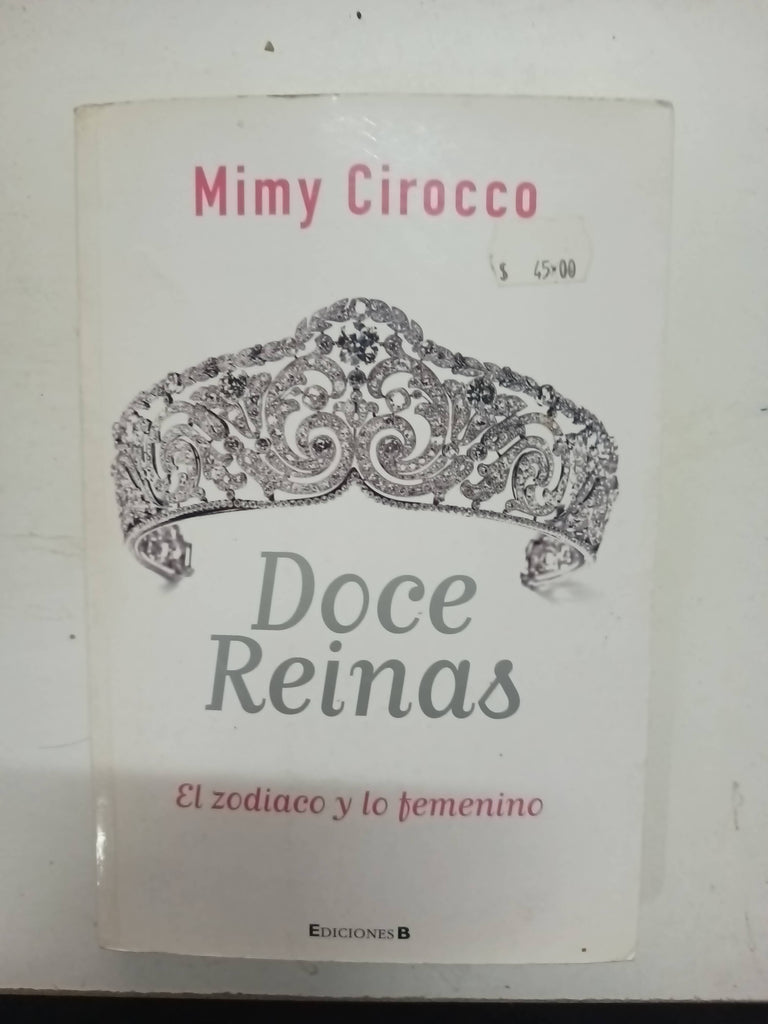 Mimy Cirocco
$ 45·00
Doce
Reinas
El zodiaco y lo femenino
EDICIONES B